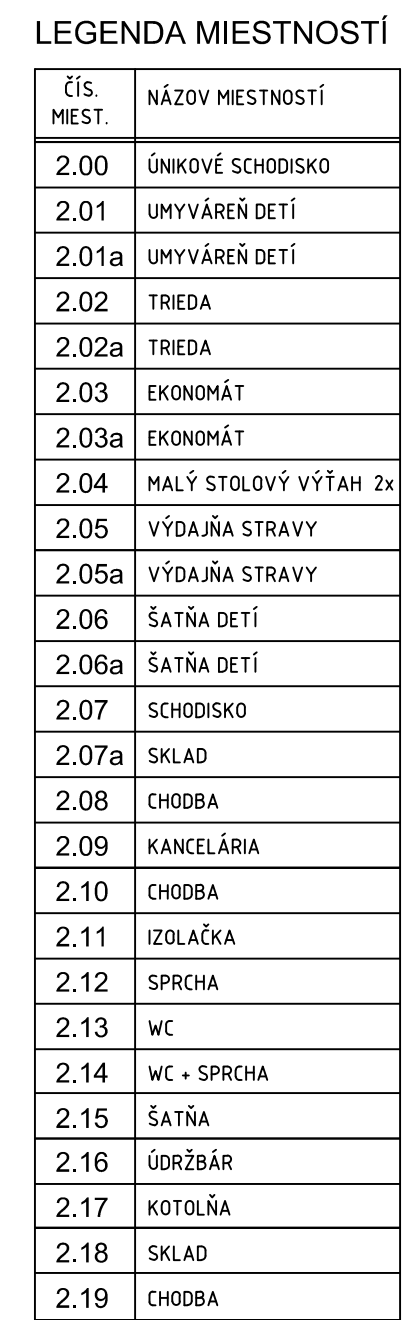 LEGENDA MIESTNOSTÍ
ČÍS. MIEST. NÁZOV MIESTNOSTÍ
2.00 ÚNIKOVÉ SCHODISKO
2.01 UMYVÁREŇ DETÍ
2.01a UMYVÁREŇ DETÍ
2.02 TRIEDA
2.02a TRIEDA
2.03 EKONOMÁT
2.03a EKONOMÁT
2.04 MALÝ STOLOVÝ VÝŤAH 2x
2.05 VÝDAJŇA STRAVY
2.05a VÝDAJŇA STRAVY
2.06 ŠATŇA DETÍ
2.06a ŠATŇA DETÍ
2.07 SCHODISKO
2.07a SKLAD
2.08 CHODBA
2.09 KANCELÁRIA
2.10 CHODBA
2.11 IZOLAČKA
2.12 SPRCHA
2.13 WC
2.14 WC + SPRCHA
2.15 ŠATŇA
2.16 ÚDRŽBÁR
2.17 KOTOLŇA
2.18 SKLAD
2.19 CHODBA